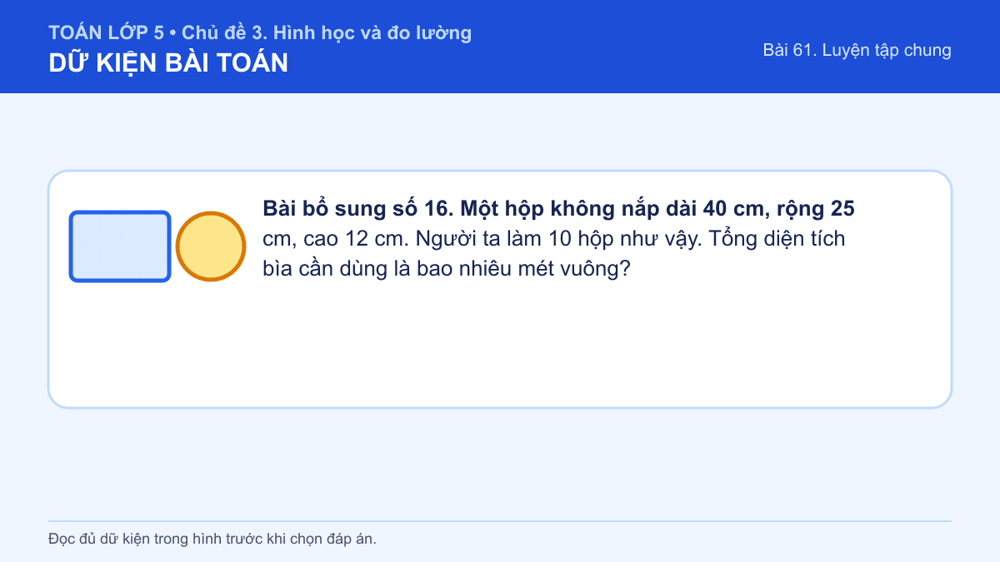 TOÁN LỚP 5 • Chủ đề 3. Hình học và đo lường
DỮ KIỆN BÀI TOÁN
Bài 61. Luyện tập chung
Bài bổ sung số 16. Một hộp không nắp dài 40 cm, rộng 25
cm, cao 12 cm. Người ta làm 10 hộp như vậy. Tổng diện tích
bìa cần dùng là bao nhiêu mét vuông?
Đọc đủ dữ kiện trong hình trước khi chọn đáp án.